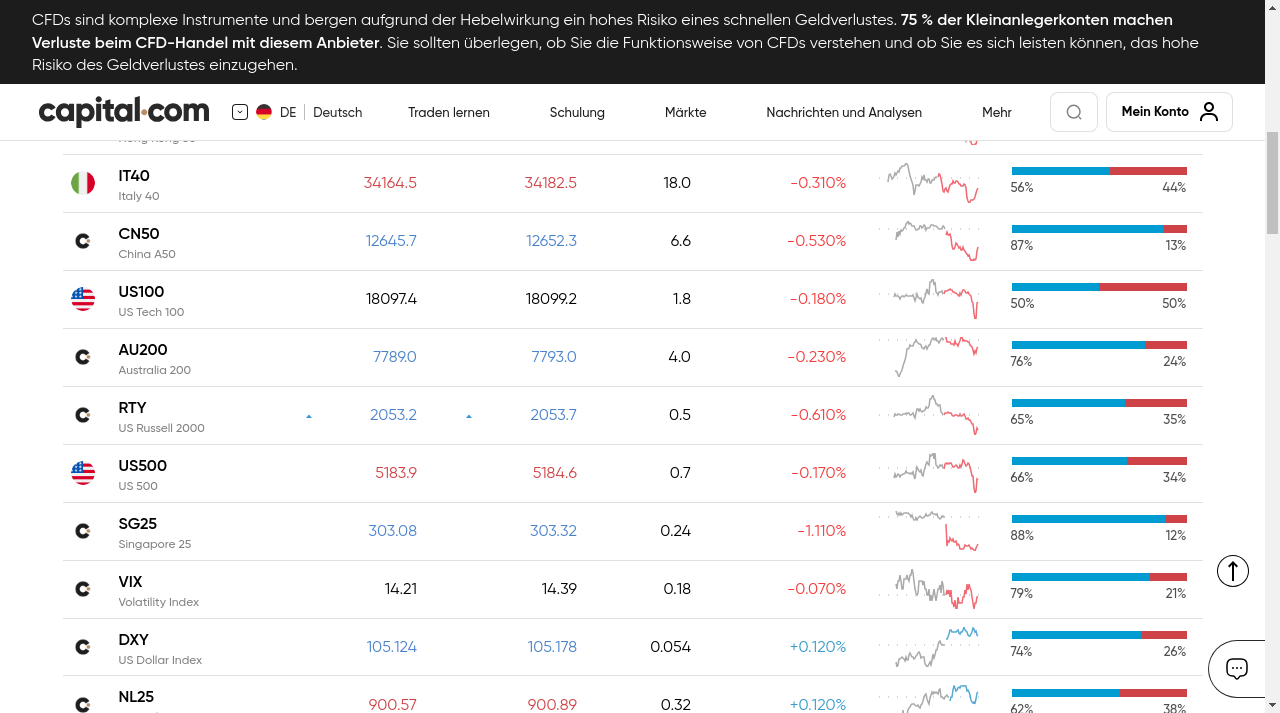 CFDs sind komplexe Instrumente und bergen aufgrund der Hebelwirkung ein hohes Risiko eines schnellen Geldverlustes. 75 % der Kleinanlegerkonten machen
Verluste beim CFD-Handel mit diesem Anbieter. Sie sollten überlegen, ob Sie die Funktionsweise von CFDs verstehen und ob Sie es sich leisten können, das hohe
Risiko des Geldverlustes einzugehen.
capital.com DE Deutsch Traden lernen Schulung Märkte Nachrichten und Analysen Mehr Mein Konto
IT40 34164.5 34182.5 18.0 -0.310%
Italy 40 56% 44%
CN50 12645.7 12652.3 6.6 -0.530%
China A50 87% 13%
US100 18097.4 18099.2 1.8 -0.180%
US Tech 100 50% 50%
AU200 7789.0 7793.0 4.0 -0.230%
Australia 200 76% 24%
RTY 2053.2 2053.7 0.5 -0.610%
US Russell 2000 65% 35%
US500 5183.9 5184.6 0.7 -0.170%
US 500 66% 34%
SG25 303.08 303.32 0.24 -1.110%
Singapore 25 88% 12%
VIX 14.21 14.39 0.18 -0.070%
Volatility Index 79% 21%
DXY 105.124 105.178 0.054 +0.120%
US Dollar Index 74% 26%
NL25 900.57 900.89 0.32 +0.120%
62% 38%